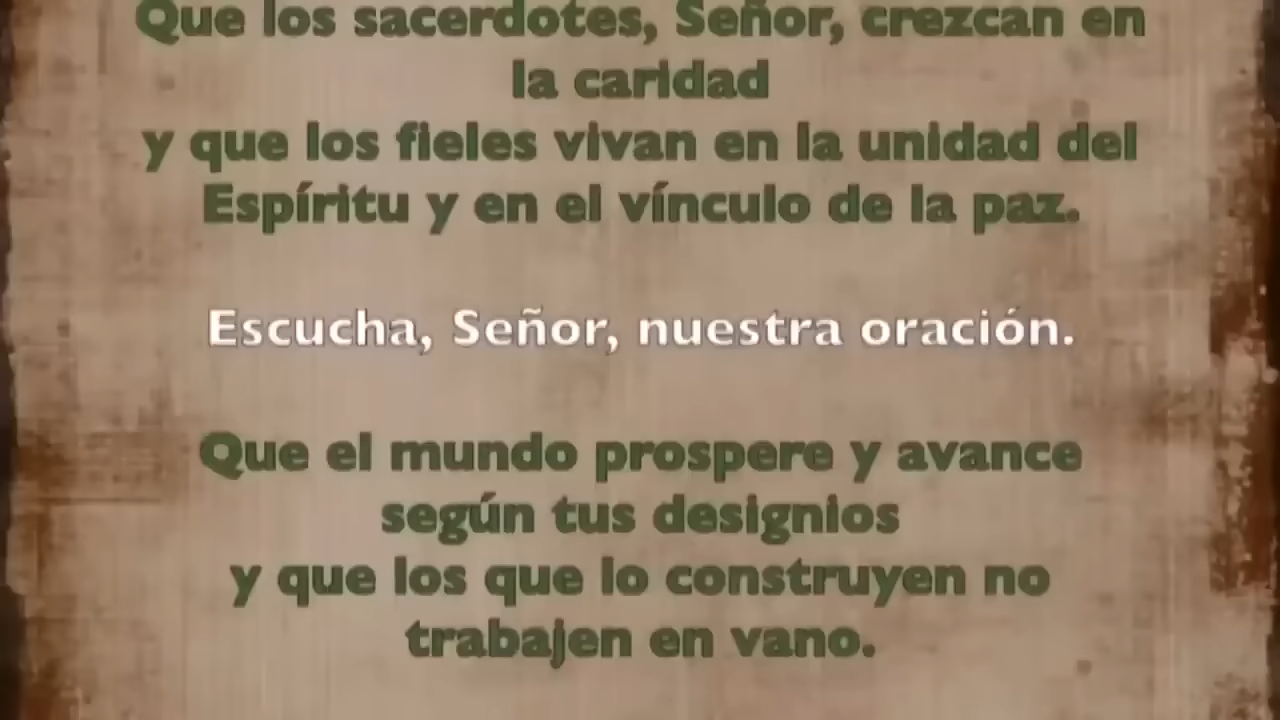 Que los sacerdotes, Señor, crezcan en
la caridad
y que los fieles vivan en la unidad del
Espíritu y en el vínculo de la paz.
Escucha, Señor, nuestra oración.
Que el mundo prospere y avance
según tus designios
y que los que lo construyen no
trabajen en vano.